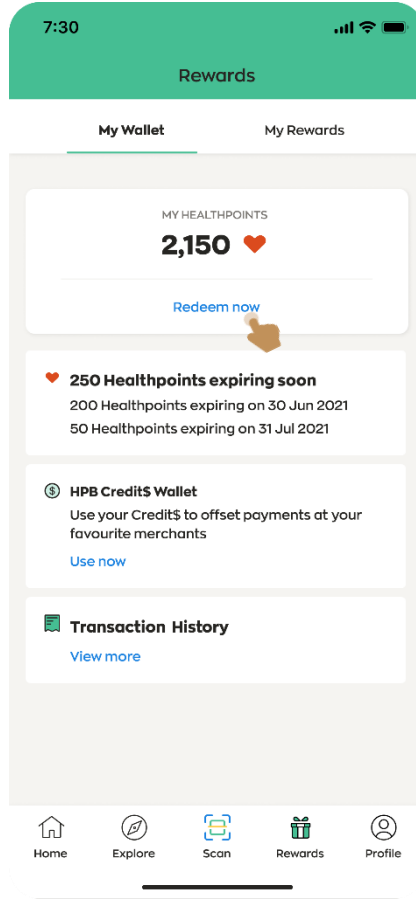 7:30
Rewards
My Wallet
My Rewards
MY HEALTHPOINTS
2,150
Redeem now
250 Healthpoints expiring soon
200 Healthpoints expiring on 30 Jun 2021
50 Healthpoints expiring on 31 Jul 2021
$
HPB Credit$ Wallet
Use your Credit$ to offset payments at your
favourite merchants
Use now
Transaction History
View more
Home
Explore
Scan
Rewards
Profile